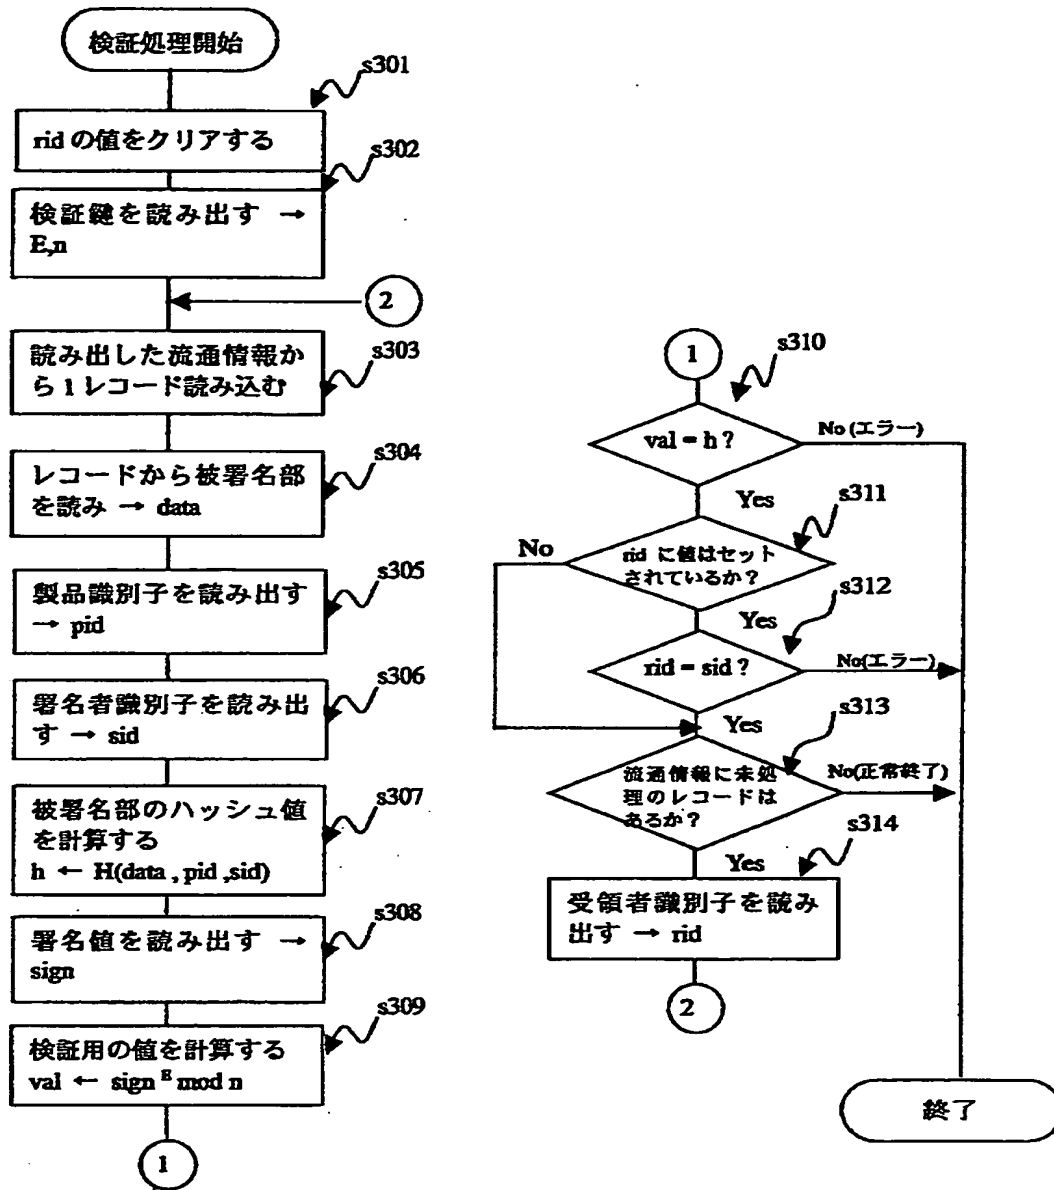 検証処理開始
s301
rid の値をクリアする
s302
検証鍵を読み出す →
E,n
2
読み出した流通情報か
ら1レコード読み込む
s303
レコードから被署名部
を読み → data
s304
製品識別子を読み出す
→ pid
s305
署名者識別子を読み出
す → sid
s306
被署名部のハッシュ値
を計算する
h ← H(data , pid ,sid)
s307
署名値を読み出す →
sign
s308
検証用の値を計算する
val ← sign ᴱ mod n
s309
1
1
s310
val = h ?
No (エラー)
Yes
s311
rid に値はセット
されているか?
No
Yes
s312
rid = sid ?
No(エラー)
Yes
s313
流通情報に未処
理のレコードは
あるか?
No(正常終了)
Yes
s314
受領者識別子を読み
出す → rid
2
終了